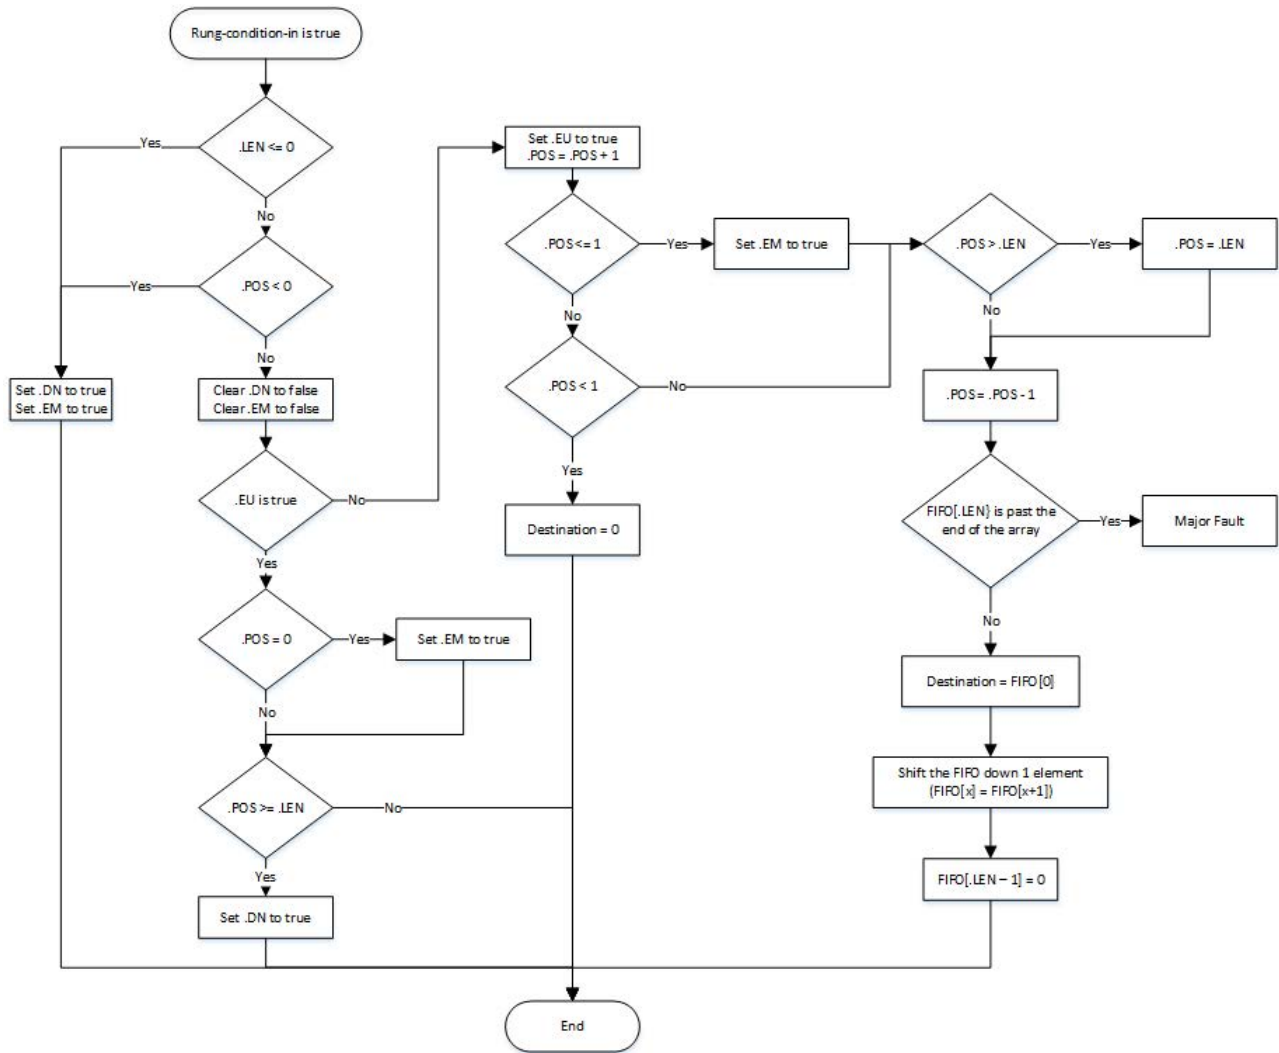 Rung-condition-in is true
.LEN <= 0
Yes
No
.POS < 0
Yes
No
Set .DN to true
Set .EM to true
Clear .DN to false
Clear .EM to false
.EU is true
No
Yes
.POS = 0
Yes
Set .EM to true
No
.POS >= .LEN
No
Yes
Set .DN to true
Set .EU to true
.POS = .POS + 1
.POS <= 1
Yes
Set .EM to true
No
.POS < 1
No
Yes
Destination = 0
.POS > .LEN
Yes
.POS = .LEN
No
.POS = .POS - 1
FIFO[.LEN} is past the
end of the array
Yes
Major Fault
No
Destination = FIFO[0]
Shift the FIFO down 1 element
(FIFO[x] = FIFO[x+1])
FIFO[.LEN – 1] = 0
End